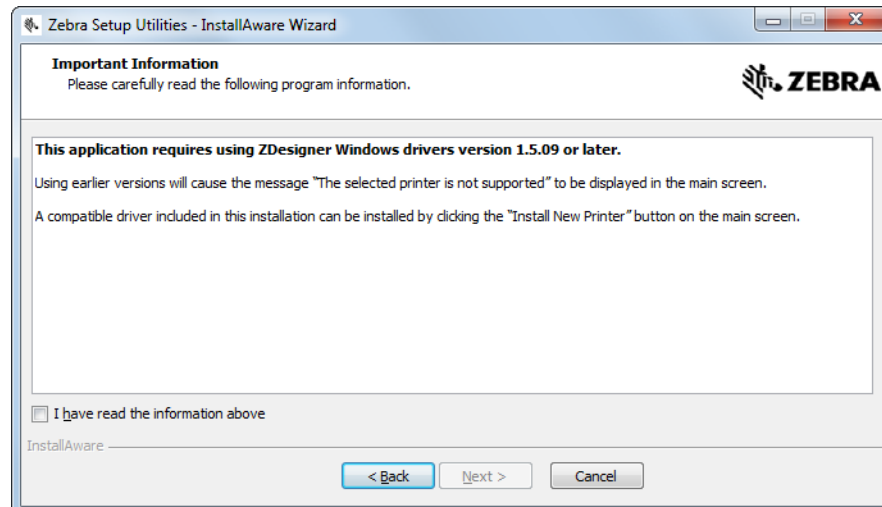 Zebra Setup Utilities - InstallAware Wizard
Important Information
Please carefully read the following program information.
ZEBRA
This application requires using ZDesigner Windows drivers version 1.5.09 or later.
Using earlier versions will cause the message “The selected printer is not supported” to be displayed in the main screen.
A compatible driver included in this installation can be installed by clicking the “Install New Printer” button on the main screen.
I have read the information above
InstallAware
< Back Next > Cancel